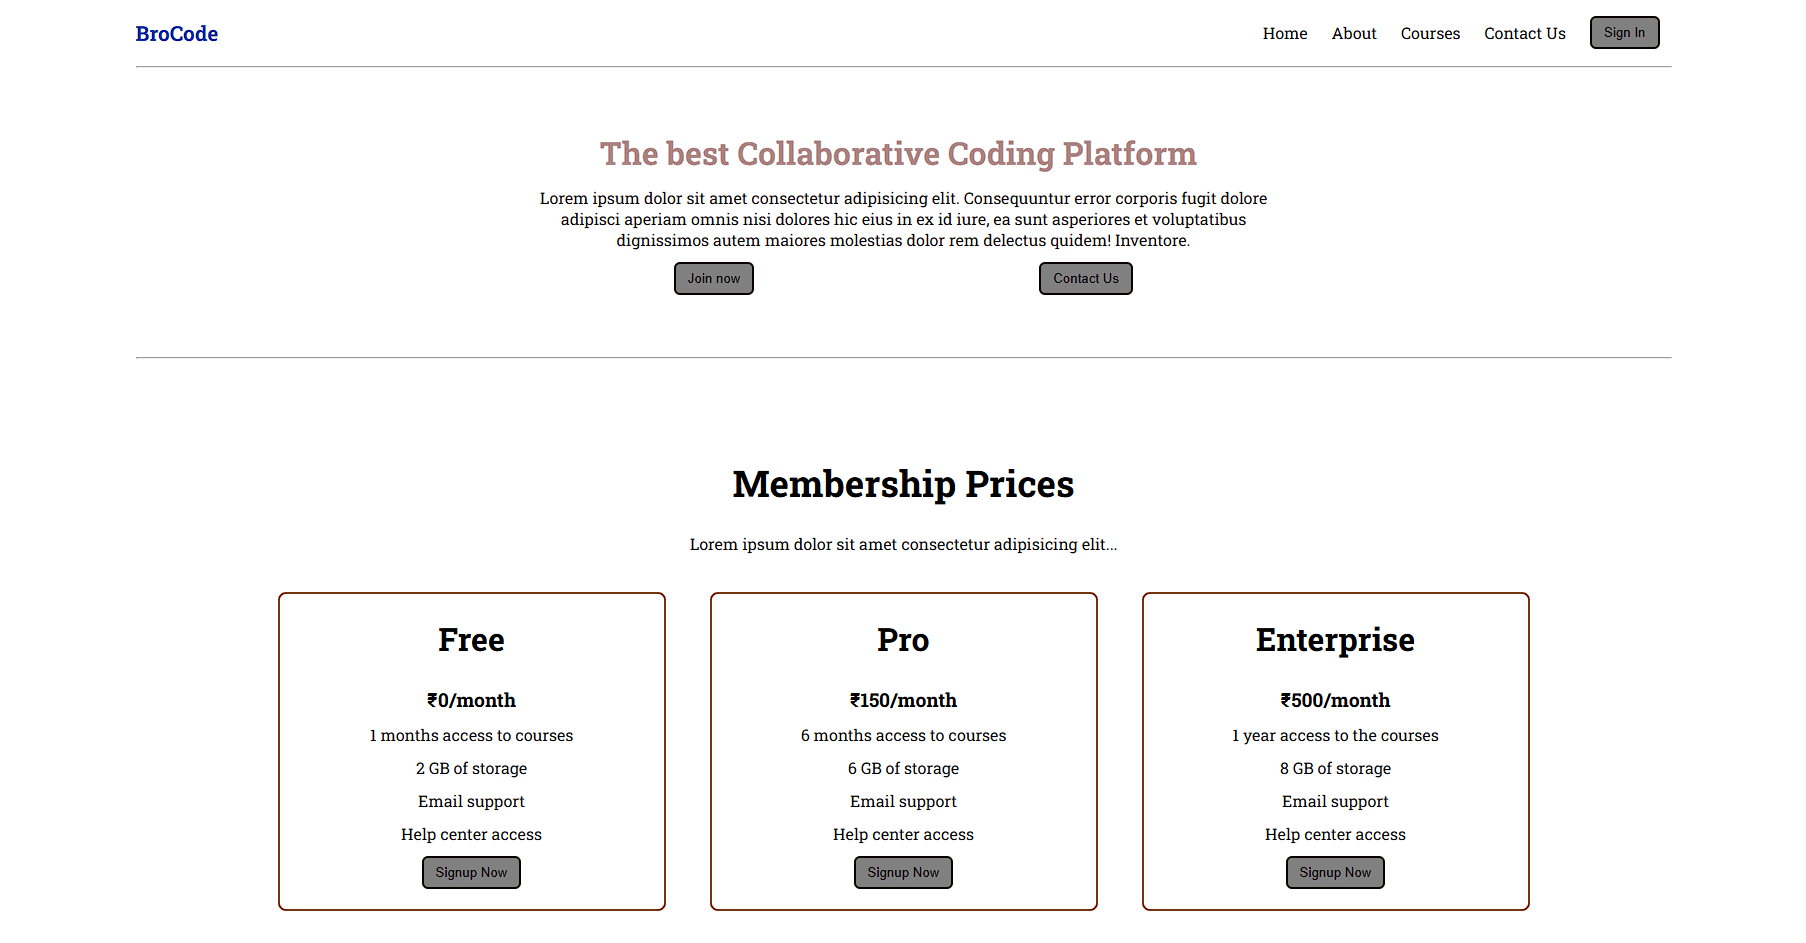 BroCode
Home About Courses Contact Us Sign In
The best Collaborative Coding Platform
Lorem ipsum dolor sit amet consectetur adipisicing elit. Consequuntur error corporis fugit dolore
adipisci aperiam omnis nisi dolores hic eius in ex id iure, ea sunt asperiores et voluptatibus
dignissimos autem maiores molestias dolor rem delectus quidem! Inventore.
Join now
Contact Us
Membership Prices
Lorem ipsum dolor sit amet consectetur adipisicing elit...
Free
₹0/month
1 months access to courses
2 GB of storage
Email support
Help center access
Signup Now
Pro
₹150/month
6 months access to courses
6 GB of storage
Email support
Help center access
Signup Now
Enterprise
₹500/month
1 year access to the courses
8 GB of storage
Email support
Help center access
Signup Now